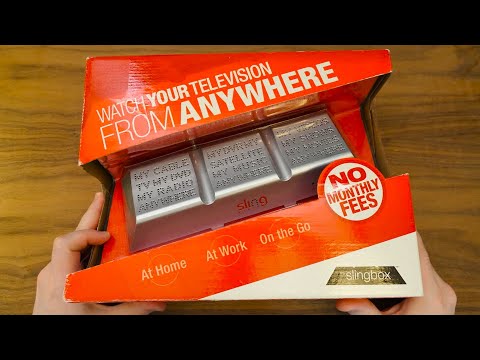 WATCH YOUR TELEVISION
FROM ANYWHERE
MY CABLE
TV MY DVD
MY RADIO
ANYWHERE
MY DVR MY
SATELLITE
MY MUSIC
ANYWHERE
sling
NO
MONTHLY
FEES
At Home
At Work
On the Go
slingbox